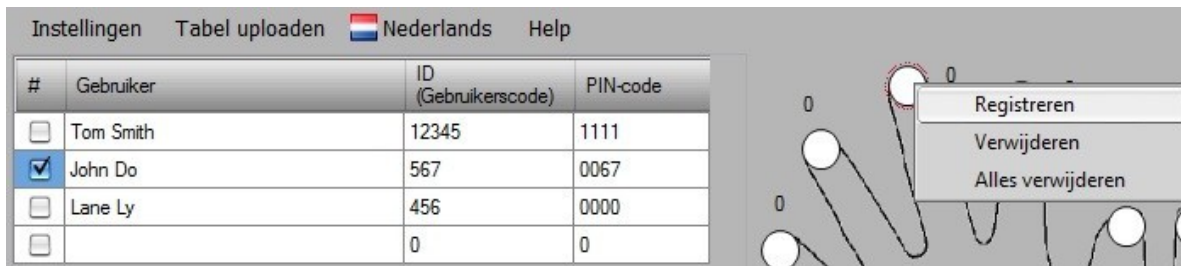 Instellingen Tabel uploaden Nederlands Help
# Gebruiker ID (Gebruikerscode) PIN-code
Tom Smith 12345 1111
John Do 567 0067
Lane Ly 456 0000
0 0
0
0
0
Registreren
Verwijderen
Alles verwijderen